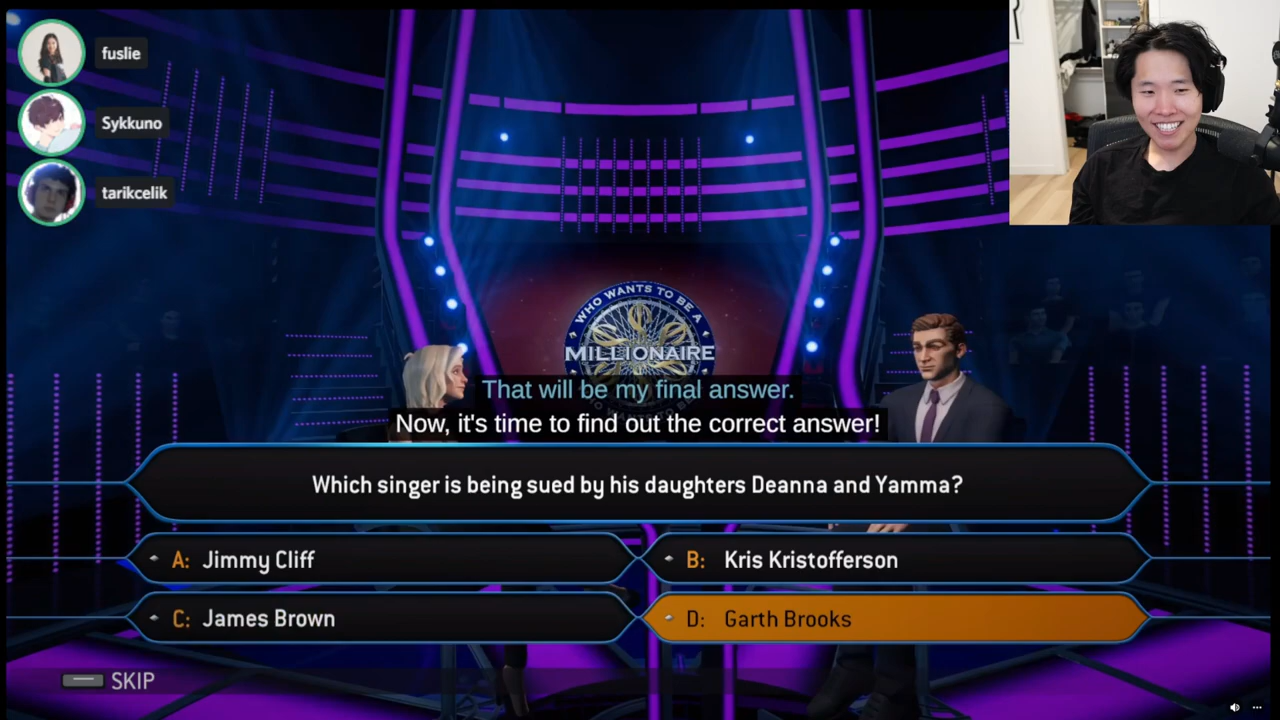 fuslie
Sykkuno
tarikcelik
WHO WANTS TO BE A
MILLIONAIRE
That will be my final answer.
Now, it's time to find out the correct answer!
Which singer is being sued by his daughters Deanna and Yamma?
A: Jimmy Cliff
B: Kris Kristofferson
C: James Brown
D: Garth Brooks
SKIP